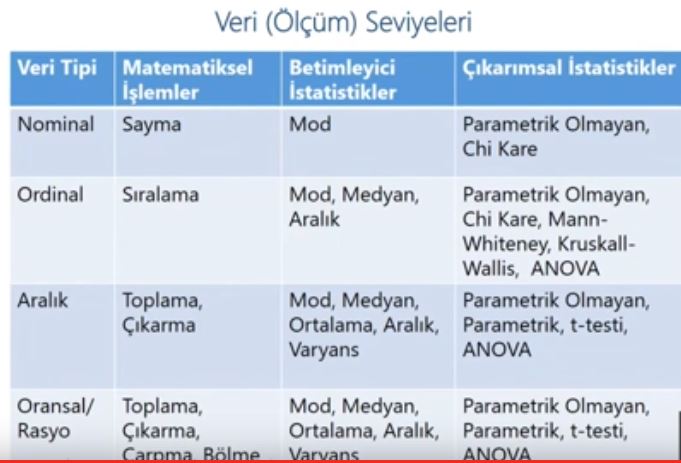 Veri (Ölçüm) Seviyeleri
Veri Tipi
Matematiksel
İşlemler
Betimleyici
İstatistikler
Çıkarımsal İstatistikler
Nominal
Sayma
Mod
Parametrik Olmayan,
Chi Kare
Ordinal
Sıralama
Mod, Medyan,
Aralık
Parametrik Olmayan,
Chi Kare, Mann-
Whiteney, Kruskall-
Wallis, ANOVA
Aralık
Toplama,
Çıkarma
Mod, Medyan,
Ortalama, Aralık,
Varyans
Parametrik Olmayan,
Parametrik, t-testi,
ANOVA
Oransal/
Rasyo
Toplama,
Çıkarma,
Çarpma, Bölme
Mod, Medyan,
Ortalama, Aralık,
Varyans
Parametrik Olmayan,
Parametrik, t-testi,
ANOVA